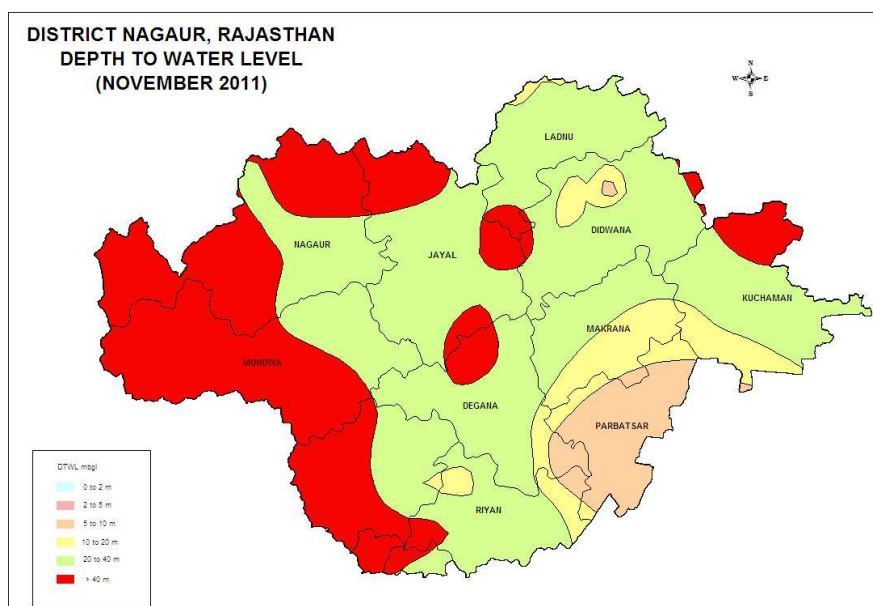 DISTRICT NAGAUR, RAJASTHAN
DEPTH TO WATER LEVEL
(NOVEMBER 2011)
N
W E
S
LADNU
NAGAUR
JAYAL
DIDWANA
KUCHAMAN
MAKRANA
MUNDWA
DEGANA
PARBATSAR
RIYAN
DTWL mbgl
0 to 2 m
2 to 5 m
5 to 10 m
10 to 20 m
20 to 40 m
> 40 m